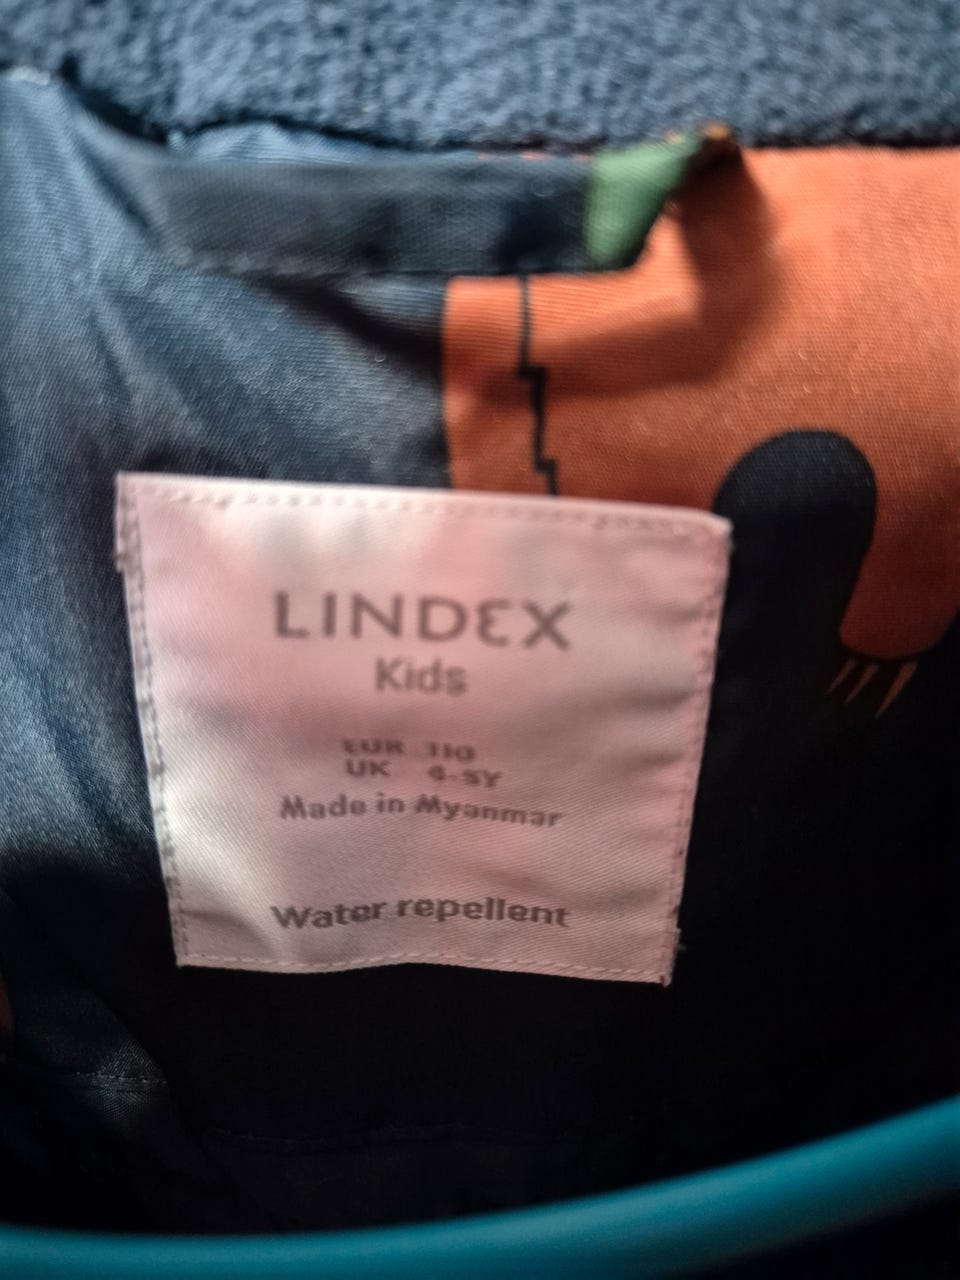 LINDEX
Kids
EUR 110
UK 4-5Y
Made in Myanmar
Water repellent